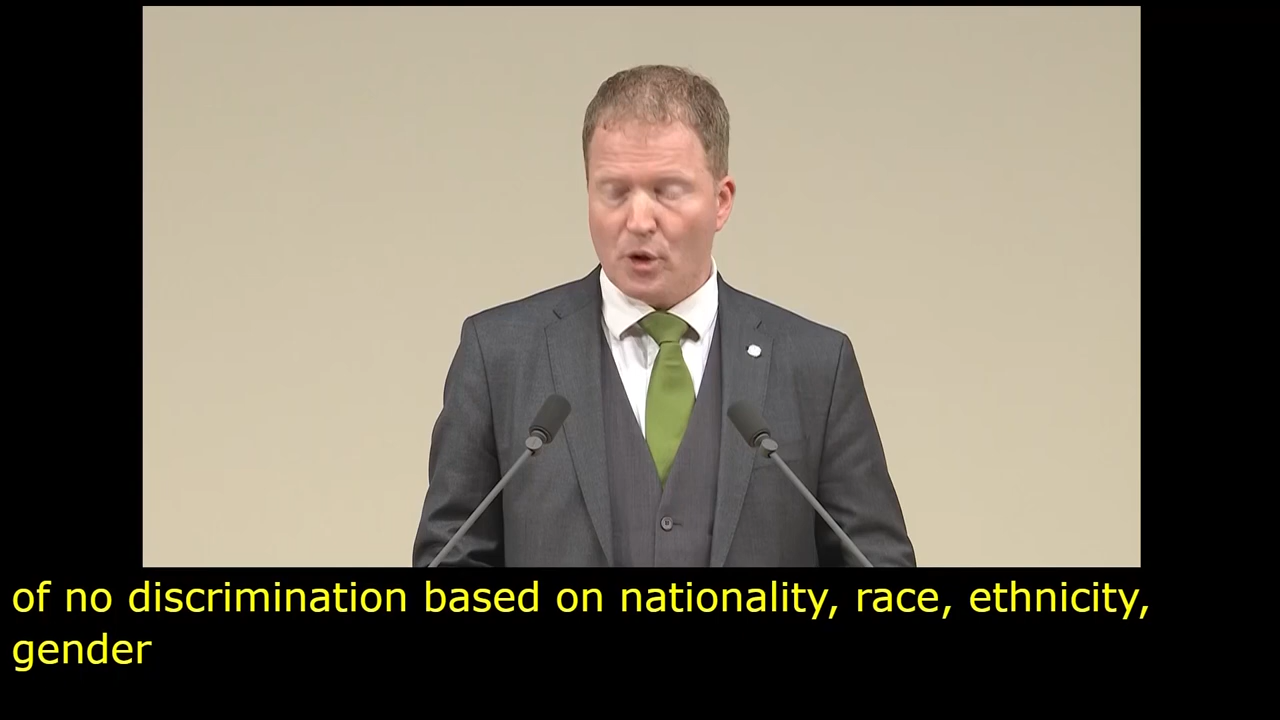 of no discrimination based on nationality, race, ethnicity,
gender